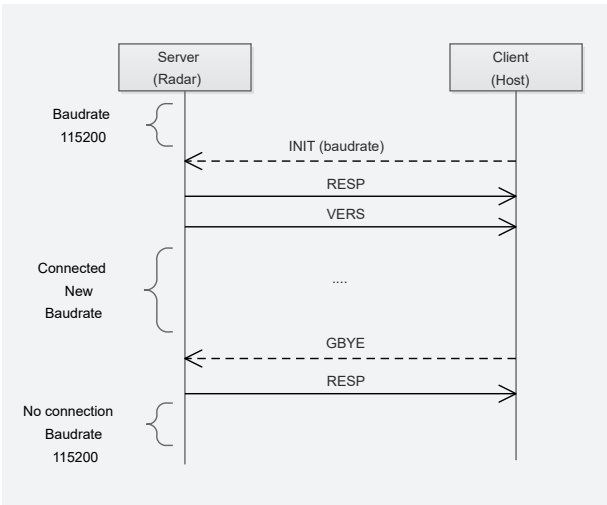 Server
(Radar)
Client
(Host)
Baudrate
115200
INIT (baudrate)
RESP
VERS
Connected
New
Baudrate
....
GBYE
RESP
No connection
Baudrate
115200